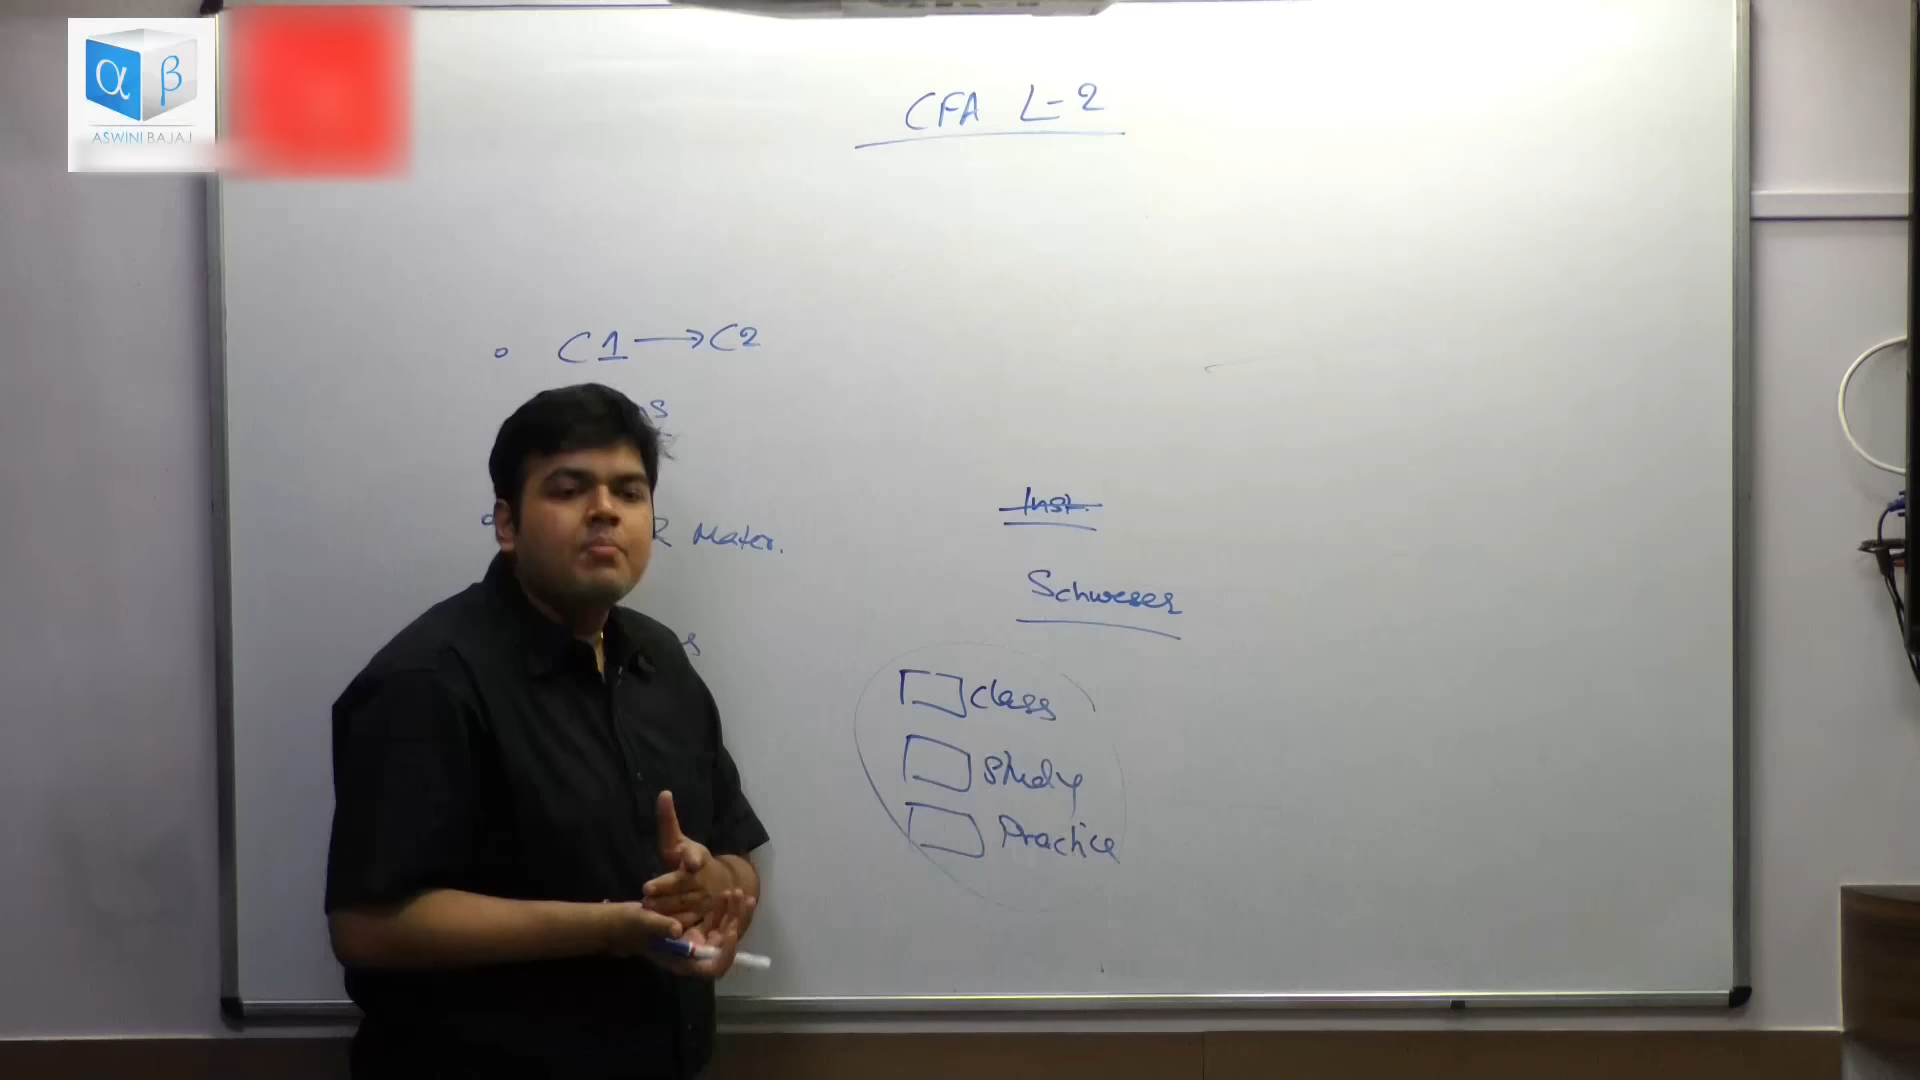 α β
ASWINI BAJAJ
CFA L-2
C1 → C2
Mater.
Inst.
Schweser
Class
Study
Practice